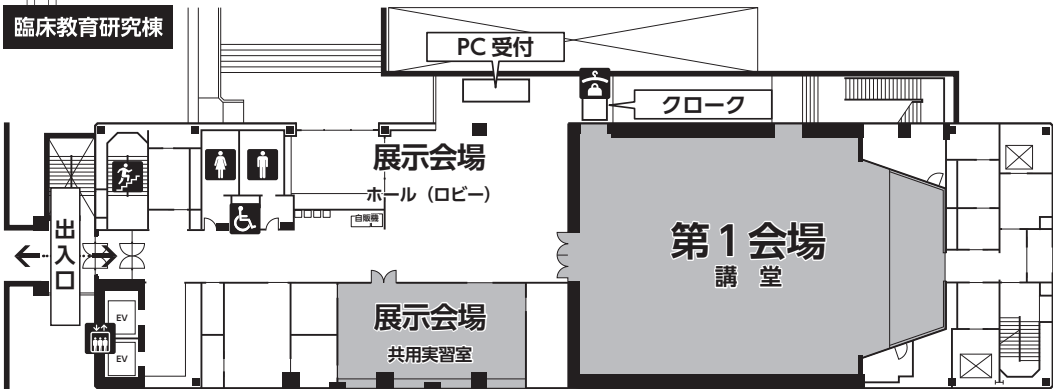 臨床教育研究棟
PC 受付
クローク
展示会場
ホール（ロビー）
自販機
出入口
第1会場
講 堂
展示会場
共用実習室
EV
EV